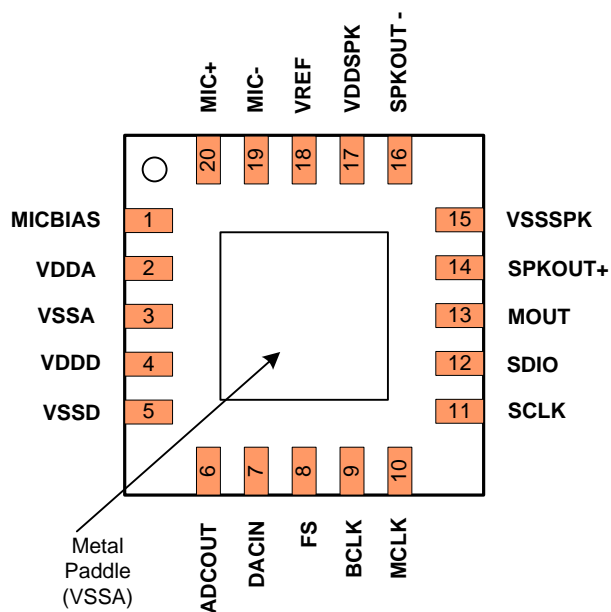 MIC+
MIC-
VREF
VDDSPK
SPKOUT -
20
19
18
17
16
MICBIAS
1
VDDA
2
VSSA
3
VDDD
4
VSSD
5
15
VSSSPK
14
SPKOUT+
13
MOUT
12
SDIO
11
SCLK
6
7
8
9
10
ADCOUT
DACIN
FS
BCLK
MCLK
Metal
Paddle
(VSSA)